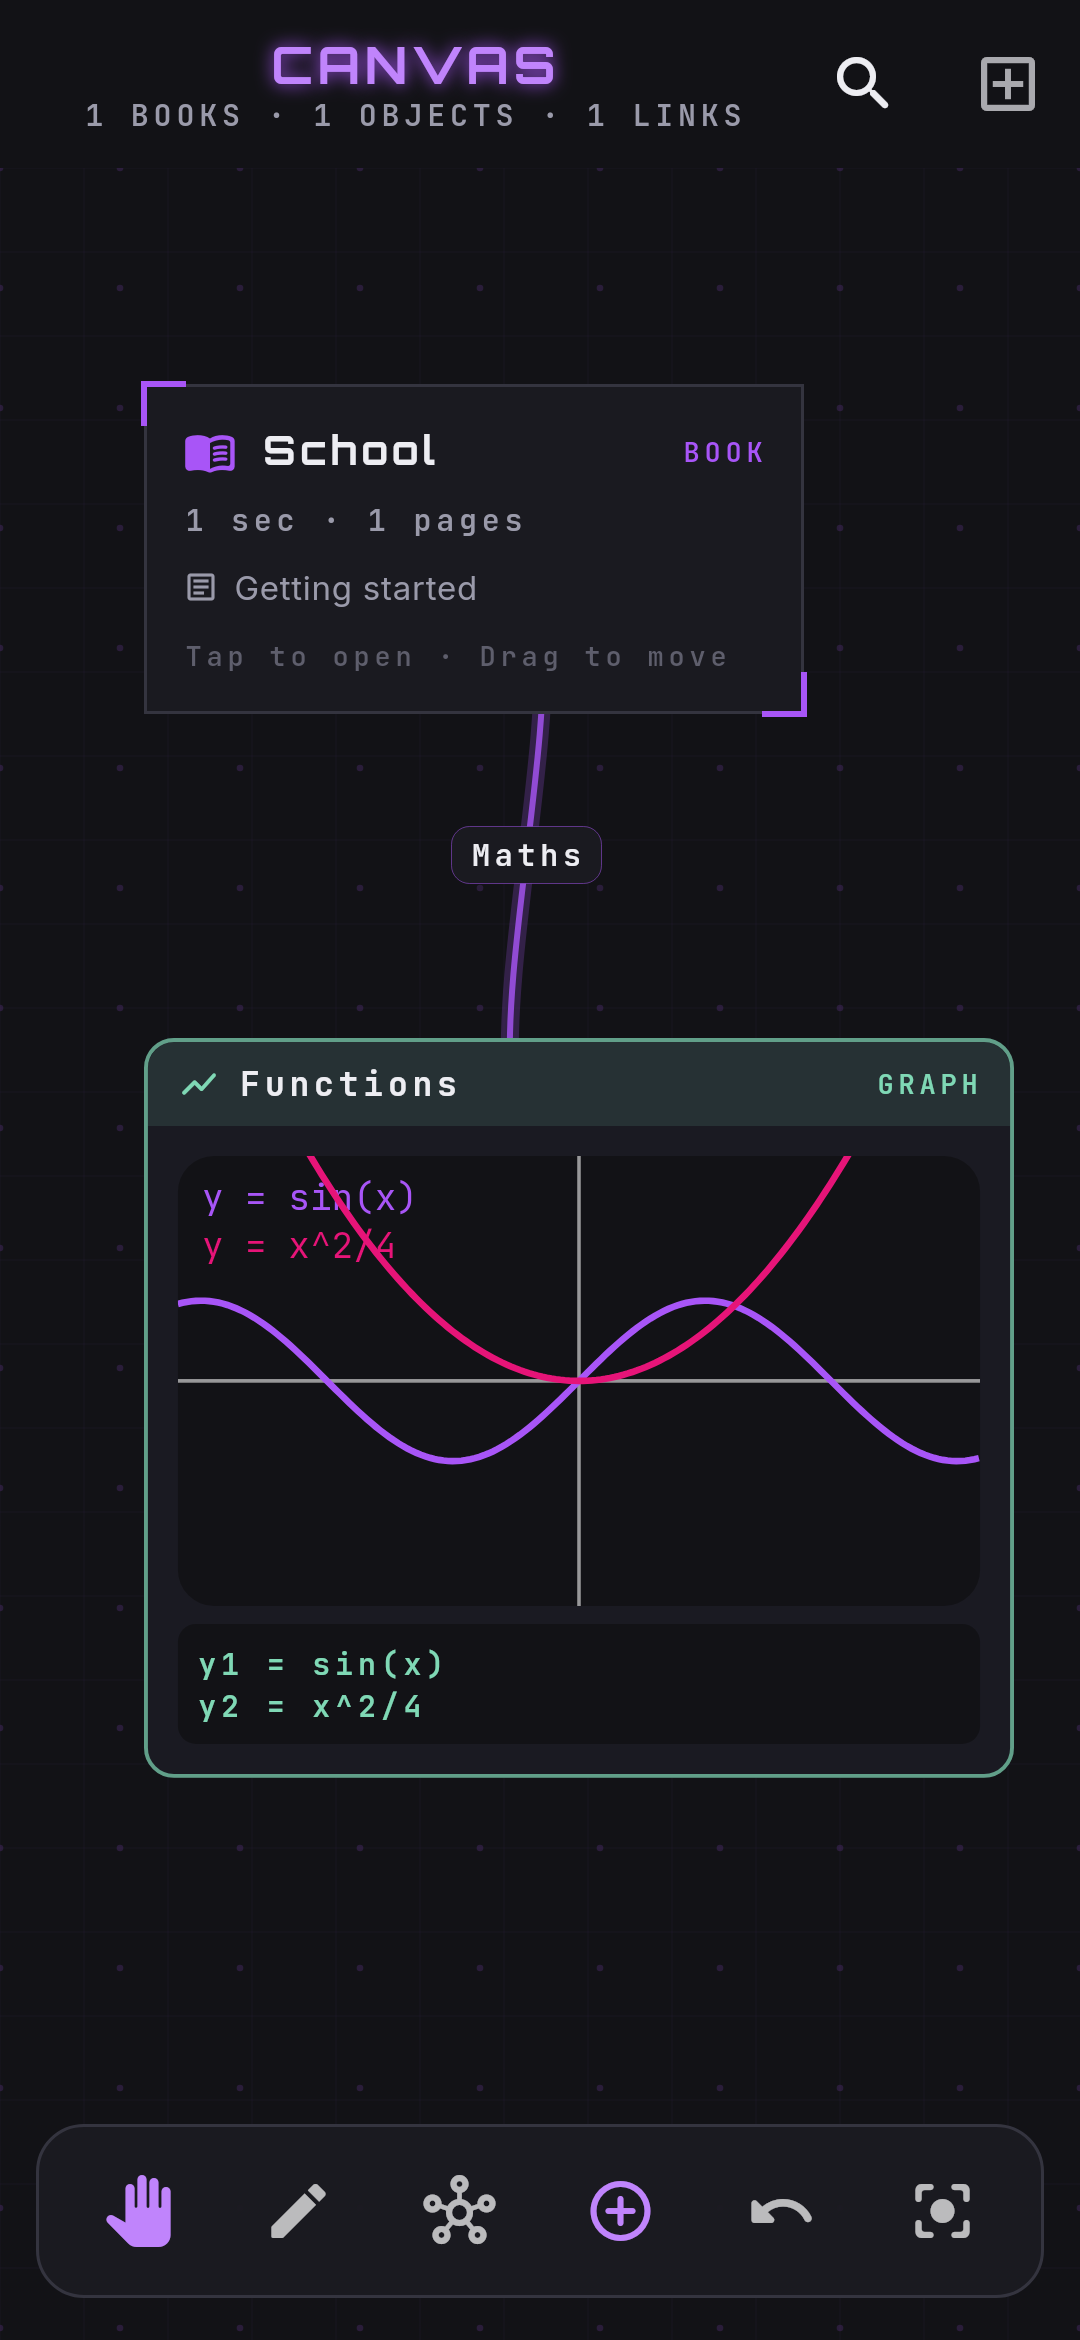 CANVAS
1 BOOKS · 1 OBJECTS · 1 LINKS
School
BOOK
1 sec · 1 pages
Getting started
Tap to open · Drag to move
Maths
Functions
GRAPH
y = sin(x)
y = x^2/4
y1 = sin(x)
y2 = x^2/4